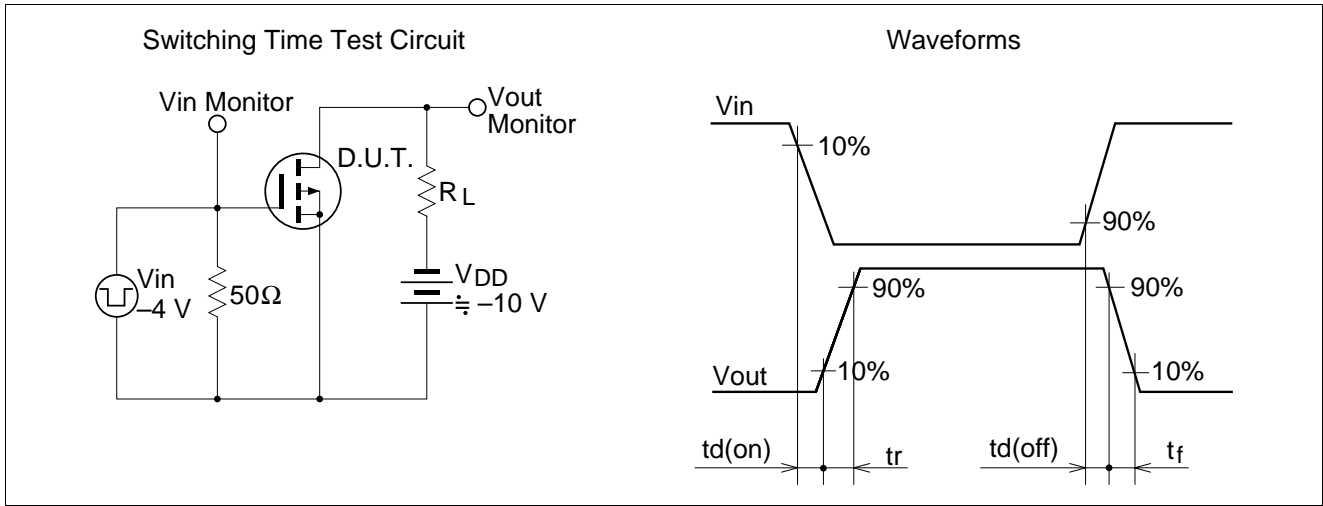 Switching Time Test Circuit
Vin Monitor
Vout
Monitor
D.U.T.
RL
Vin
–4 V
50Ω
VDD
≒ –10 V
Waveforms
Vin
10%
90%
90%
90%
Vout
10%
10%
td(on)
tr
td(off)
tf